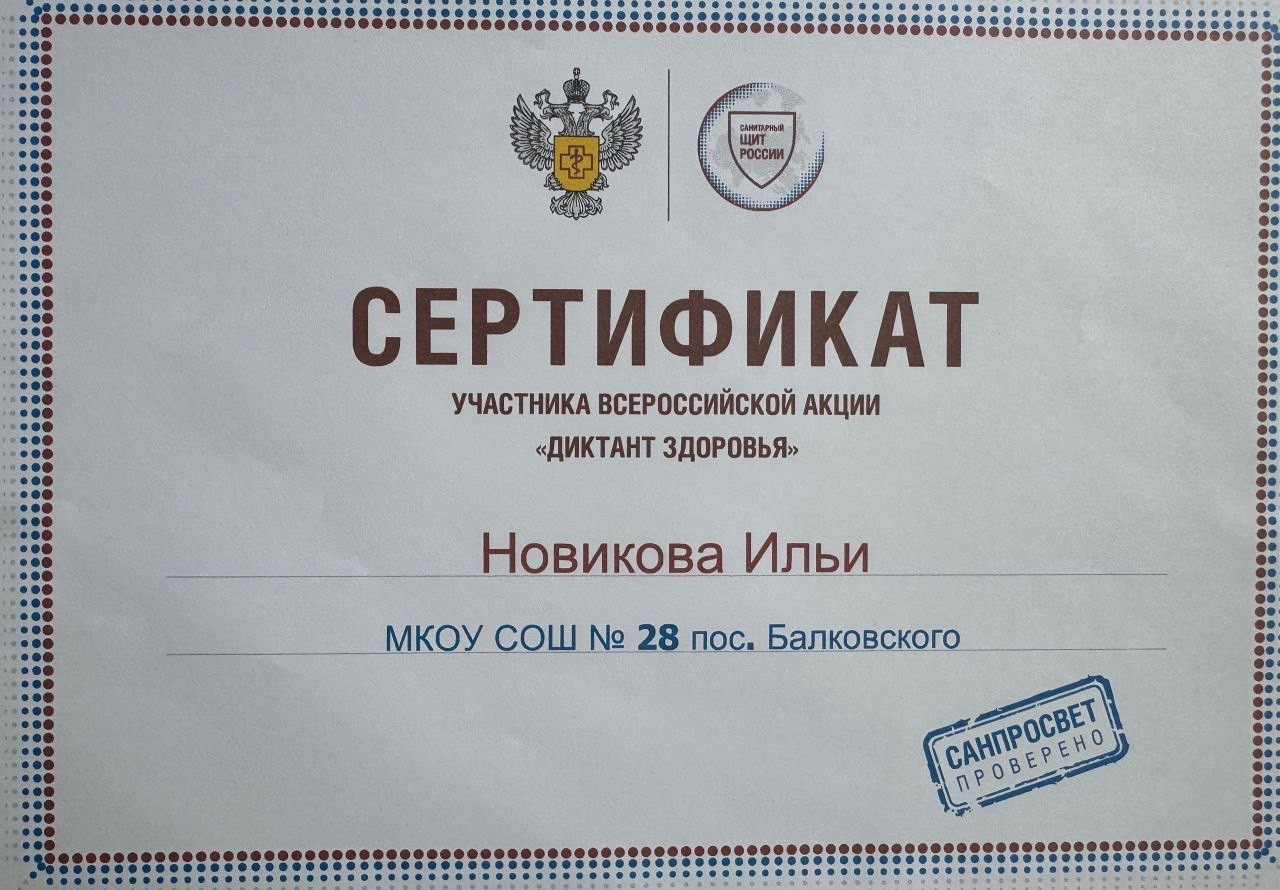 САНИТАРНЫЙ
ЩИТ
РОССИИ
СЕРТИФИКАТ
УЧАСТНИКА ВСЕРОССИЙСКОЙ АКЦИИ
«ДИКТАНТ ЗДОРОВЬЯ»
Новикова Ильи
МКОУ СОШ № 28 пос. Балковского
САНПРОСВЕТ
ПРОВЕРЕНО